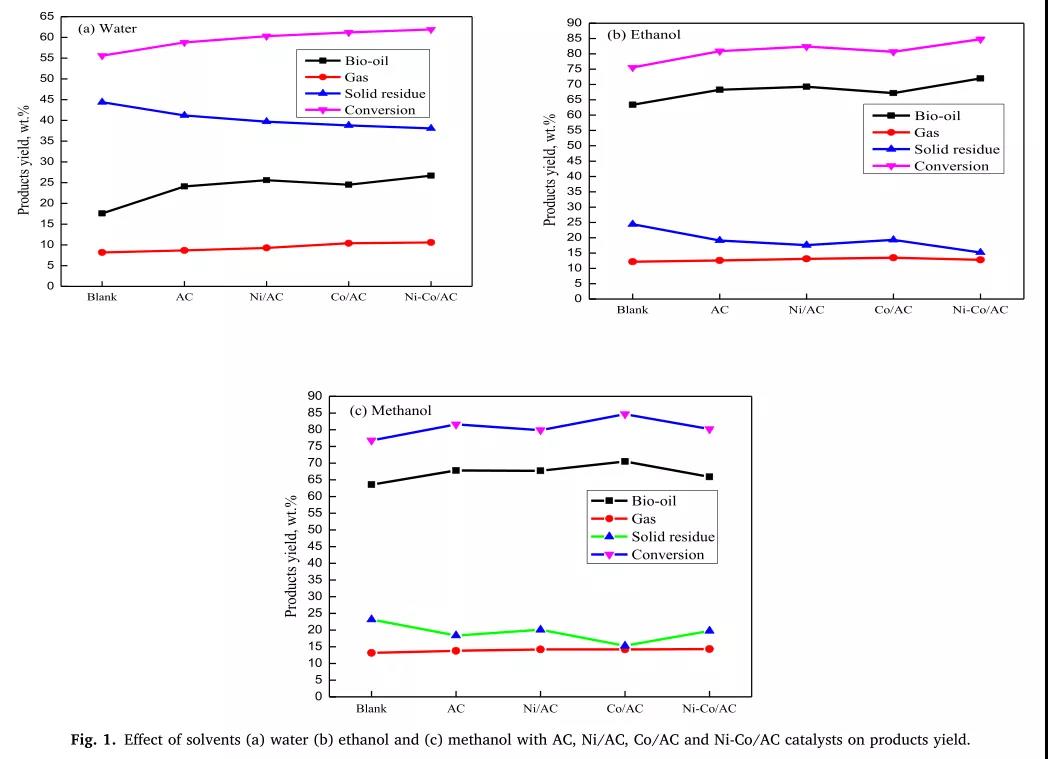 (a) Water
65
60
55
50
45
40
35
30
25
20
15
10
5
0
Products yield, wt.%
Bio-oil
Gas
Solid residue
Conversion
Blank AC Ni/AC Co/AC Ni-Co/AC
(b) Ethanol
90
85
80
75
70
65
60
55
50
45
40
35
30
25
20
15
10
5
0
Products yield, wt.%
Bio-oil
Gas
Solid residue
Conversion
Blank AC Ni/AC Co/AC Ni-Co/AC
(c) Methanol
90
85
80
75
70
65
60
55
50
45
40
35
30
25
20
15
10
5
0
Products yield, wt.%
Bio-oil
Gas
Solid residue
Conversion
Blank AC Ni/AC Co/AC Ni-Co/AC
Fig. 1. Effect of solvents (a) water (b) ethanol and (c) methanol with AC, Ni/AC, Co/AC and Ni-Co/AC catalysts on products yield.